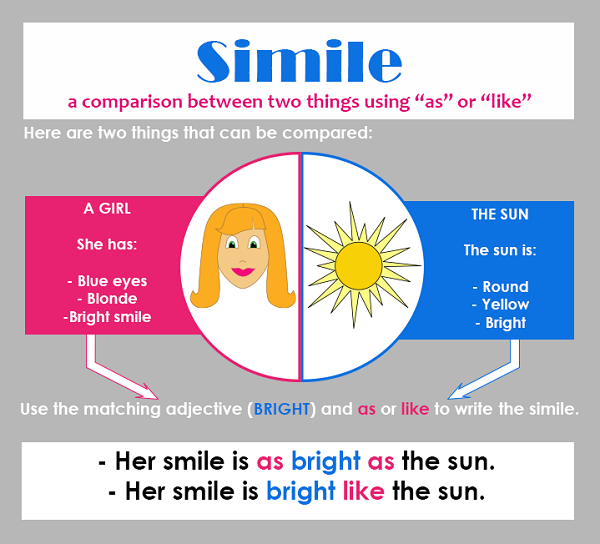 Simile
a comparison between two things using “as” or “like”
Here are two things that can be compared:
A GIRL
She has:
- Blue eyes
- Blonde
-Bright smile
THE SUN
The sun is:
- Round
- Yellow
- Bright
Use the matching adjective (BRIGHT) and as or like to write the simile.
- Her smile is as bright as the sun.
- Her smile is bright like the sun.